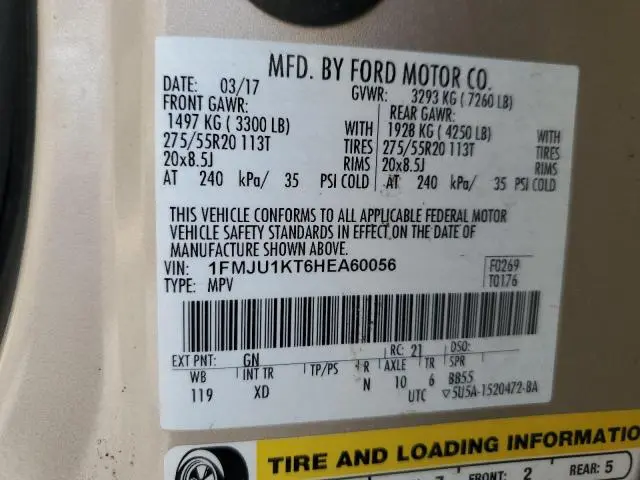 MFD. BY FORD MOTOR CO.
DATE: 03/17 GVWR: 3293 KG ( 7260 LB)
FRONT GAWR: REAR GAWR:
1497 KG ( 3300 LB) WITH 1928 KG ( 4250 LB) WITH
275/55R20 113T TIRES 275/55R20 113T TIRES
20x8.5J RIMS 20x8.5J RIMS
AT 240 kPa/ 35 PSI COLD AT 240 kPa/ 35 PSI COLD
THIS VEHICLE CONFORMS TO ALL APPLICABLE FEDERAL MOTOR
VEHICLE SAFETY STANDARDS IN EFFECT ON THE DATE OF
MANUFACTURE SHOWN ABOVE.
VIN: 1FMJU1KT6HEA60056 F0269
TYPE: MPV T0176
EXT PNT: GN RC: 21 DSO:
WB INT TR TP/PS R AXLE TR SPR
119 XD N 10 6 BB55
UTC ▽5U5A-1520472-BA
TIRE AND LOADING INFORMATIO
FRONT: 2 REAR: 5